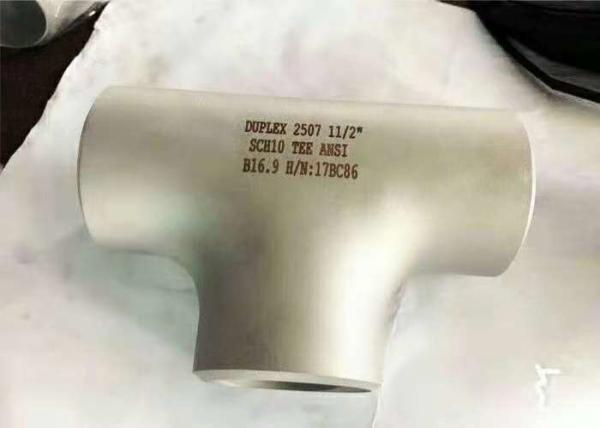 DUPLEX 2507 11/2"
SCH10 TEE ANSI
B16.9 H/N:17BC86